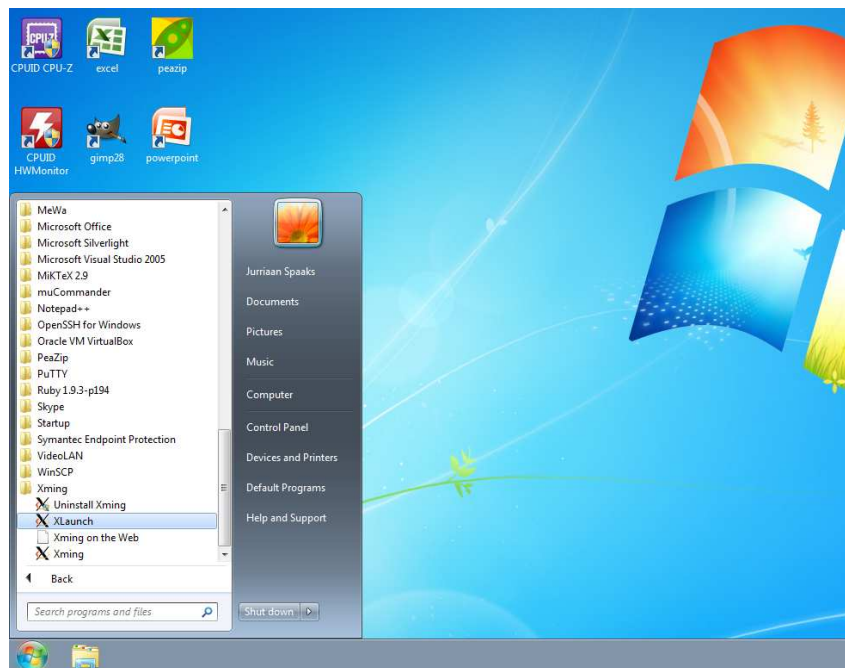 CPU-Z
CPUID CPU-Z
excel
peazip
CPUID
HWMonitor
gimp28
powerpoint
MeWa
Microsoft Office
Microsoft Silverlight
Microsoft Visual Studio 2005
MiKTeX 2.9
muCommander
Notepad++
OpenSSH for Windows
Oracle VM VirtualBox
PeaZip
PuTTY
Ruby 1.9.3-p194
Skype
Startup
Symantec Endpoint Protection
VideoLAN
WinSCP
Xming
Uninstall Xming
XLaunch
Xming on the Web
Xming
Back
Search programs and files
Jurriaan Spaaks
Documents
Pictures
Music
Computer
Control Panel
Devices and Printers
Default Programs
Help and Support
Shut down